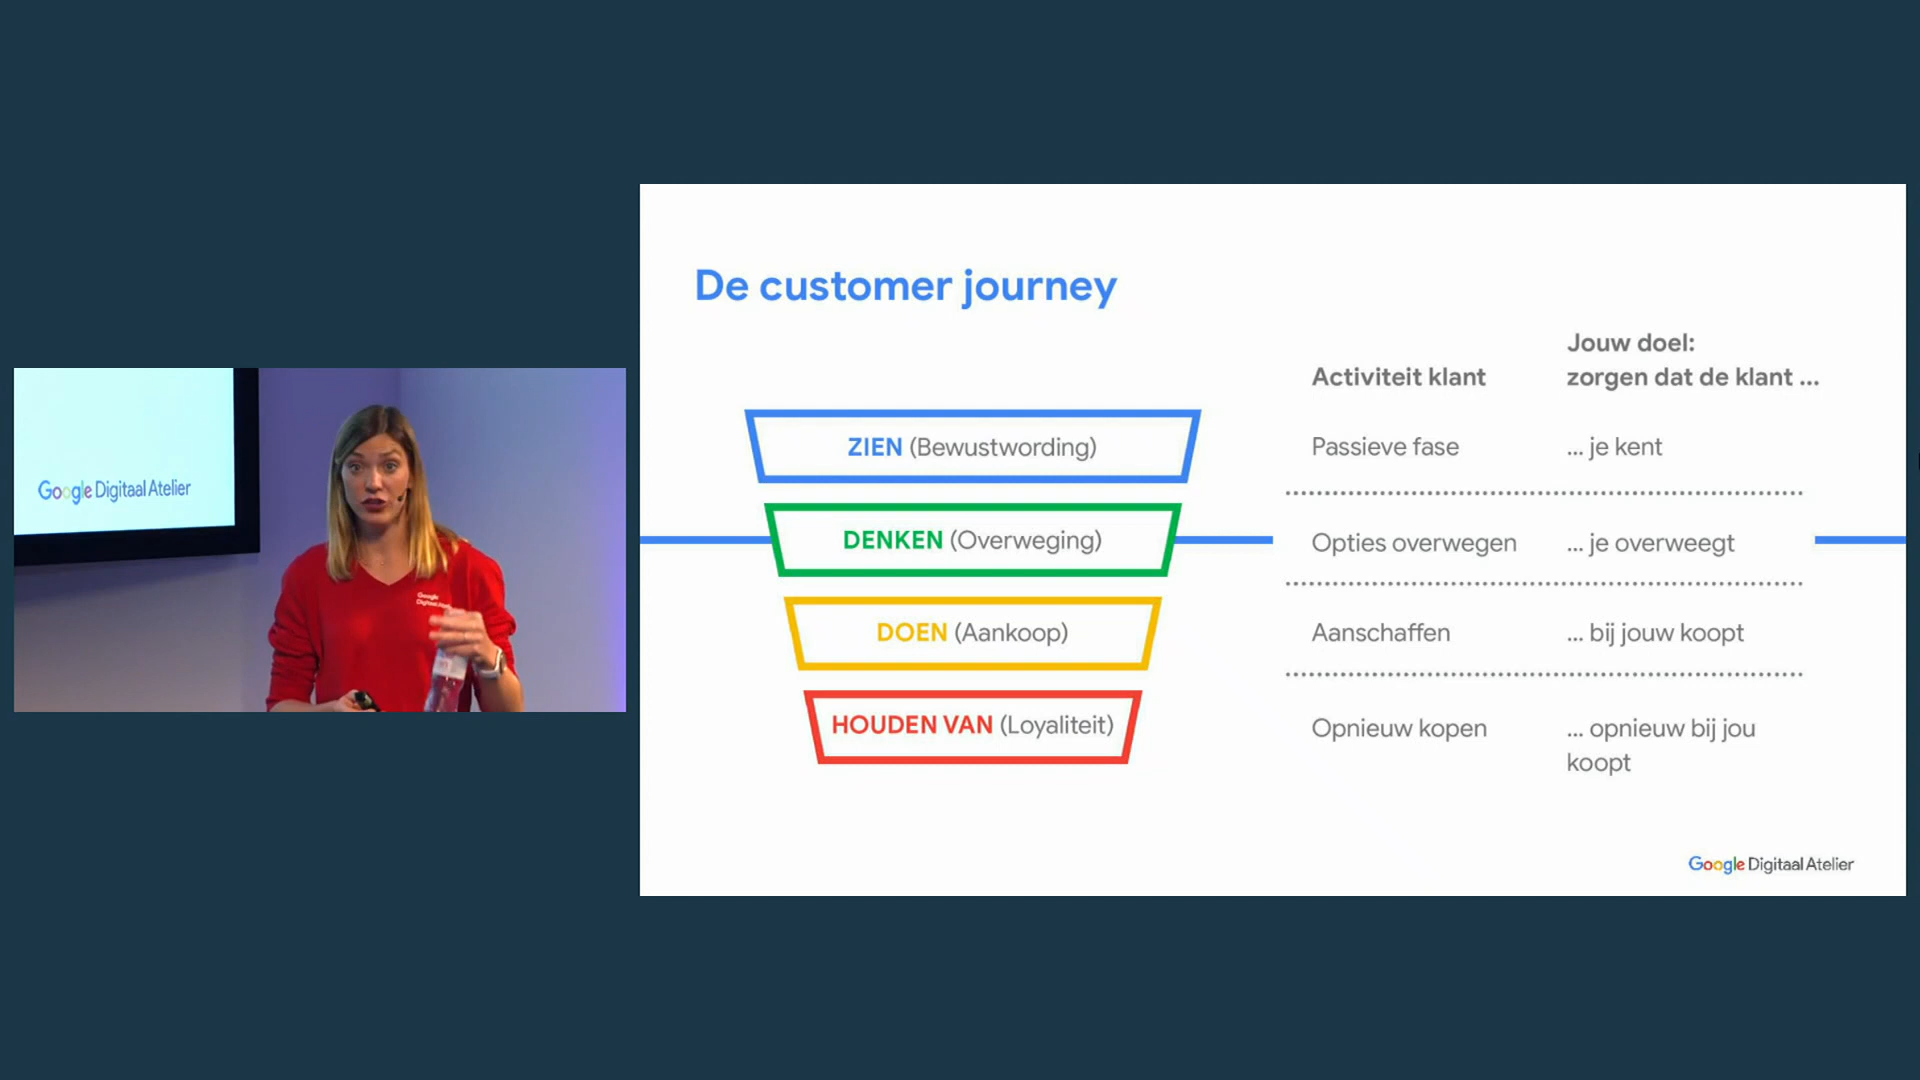 Google Digitaal Atelier
Google
De customer journey
Activiteit klant
Jouw doel:
zorgen dat de klant ...
ZIEN (Bewustwording)
Passieve fase
... je kent
DENKEN (Overweging)
Opties overwegen
... je overweegt
DOEN (Aankoop)
Aanschaffen
... bij jouw koopt
HOUDEN VAN (Loyaliteit)
Opnieuw kopen
... opnieuw bij jou
koopt
Google Digitaal Atelier